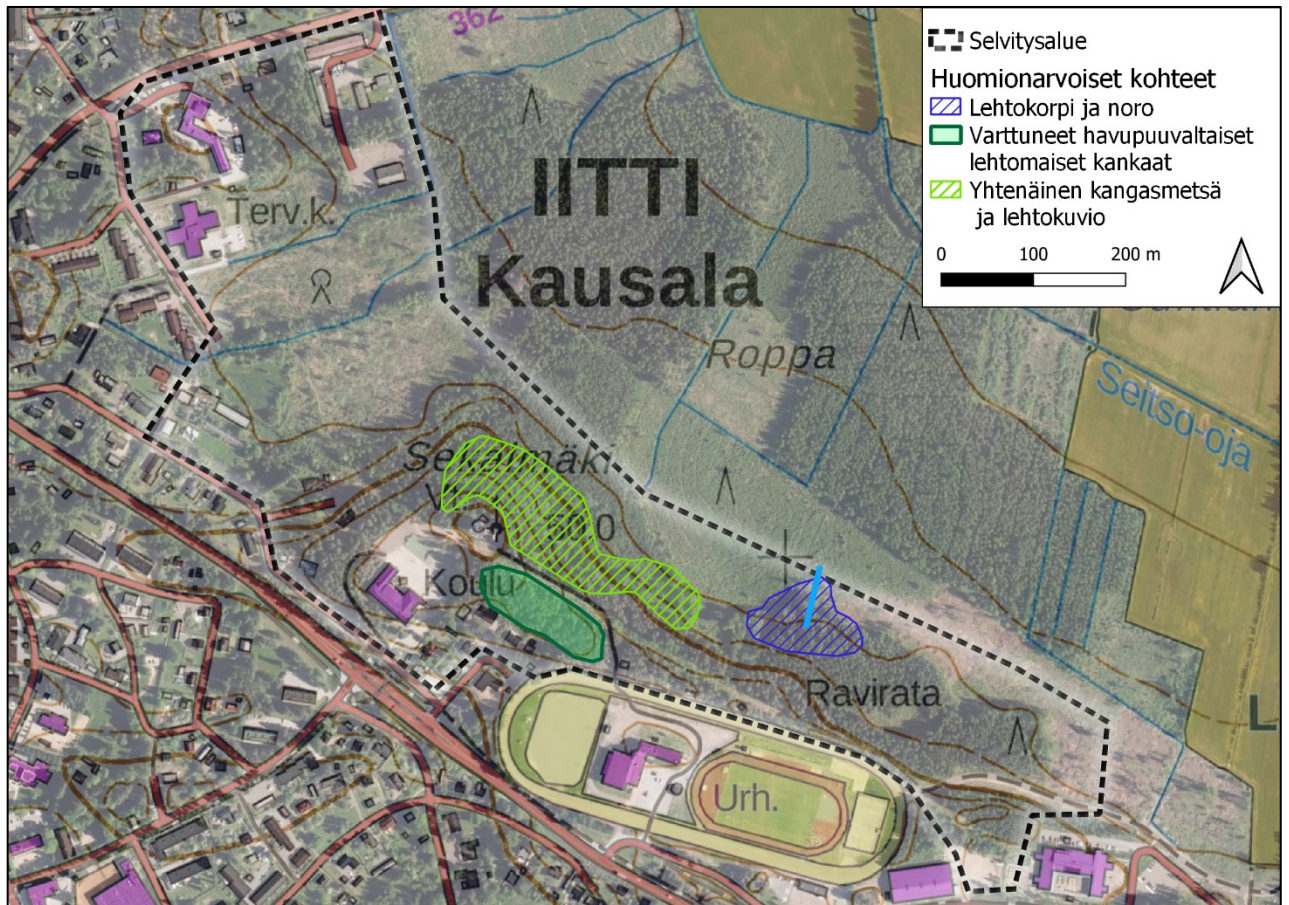 362
Selvitysalue
Huomionarvoiset kohteet
Lehtokorpi ja noro
Varttuneet havupuuvaltaiset
lehtomaiset kankaat
Yhtenäinen kangasmetsä
ja lehtokuvio
0 100 200 m
IITTI
Kausala
Terv.k.
Roppa
Seitso-oja
Koulu
Ravirata
Urh.
L